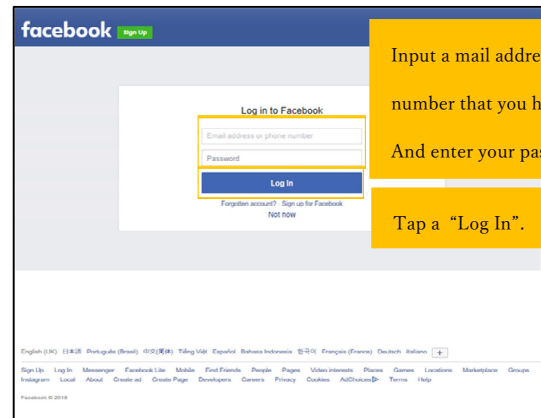 facebook
Sign Up
Input a mail addre
number that you h
And enter your pas
Log in to Facebook
Email address or phone number
Password
Log In
Forgotten account? Sign up for Facebook
Not now
Tap a “Log In”.
English (UK) 日本語 Português (Brasil) Tiếng Việt Español Bahasa Indonesia 한국어 Français (France) Deutsch Italiano +
Sign Up Log In Messenger Facebook Lite Mobile Find Friends People Pages Video interests Places Games Locations Marketplace Groups
Instagram Local About Create ad Create Page Developers Careers Privacy Cookies AdChoices Terms Help
Facebook © 2018